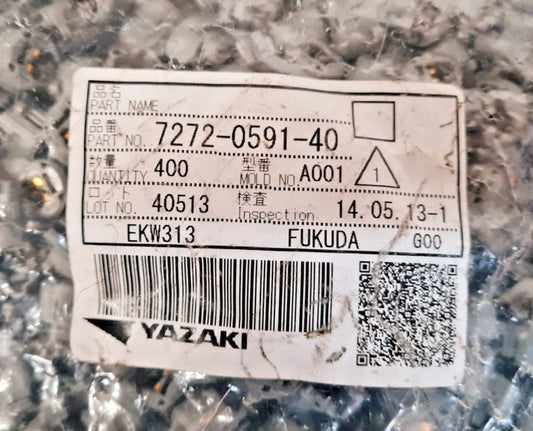 品名
PART NAME
品番
PART NO. 7272-0591-40
数量 型番
QUANTITY 400 MOLD NO. A001 1
ロット 検査
LOT NO. 40513 Inspection 14.05.13-1
EKW313 FUKUDA G00
YAZAKI